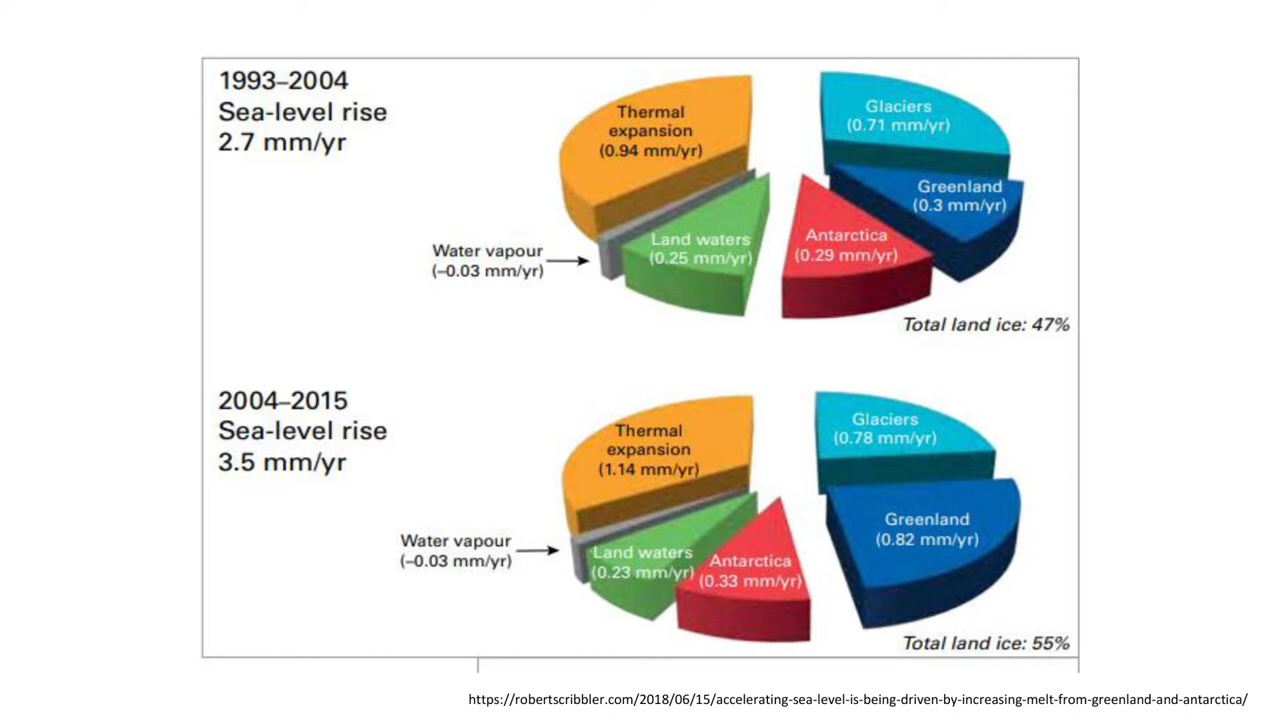 1993–2004
Sea-level rise
2.7 mm/yr
Thermal
expansion
(0.94 mm/yr)
Glaciers
(0.71 mm/yr)
Greenland
(0.3 mm/yr)
Antarctica
(0.29 mm/yr)
Land waters
(0.25 mm/yr)
Water vapour
(–0.03 mm/yr)
Total land ice: 47%
2004–2015
Sea-level rise
3.5 mm/yr
Thermal
expansion
(1.14 mm/yr)
Glaciers
(0.78 mm/yr)
Greenland
(0.82 mm/yr)
Antarctica
(0.33 mm/yr)
Land waters
(0.23 mm/yr)
Water vapour
(–0.03 mm/yr)
Total land ice: 55%
https://robertscribbler.com/2018/06/15/accelerating-sea-level-is-being-driven-by-increasing-melt-from-greenland-and-antarctica/